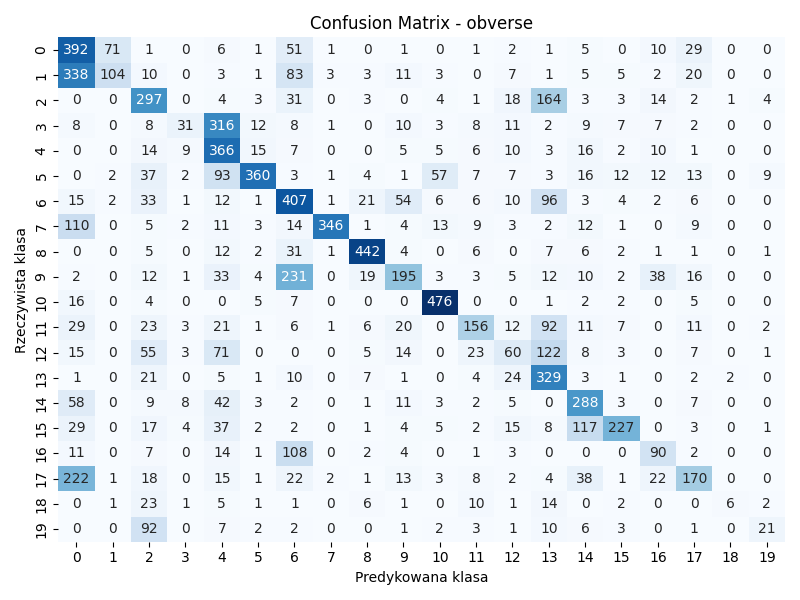 Confusion Matrix - obverse
Rzeczywista klasa
0 392 71 1 0 6 1 51 1 0 1 0 1 2 1 5 0 10 29 0 0
1 338 104 10 0 3 1 83 3 3 11 3 0 7 1 5 5 2 20 0 0
2 0 0 297 0 4 3 31 0 3 0 4 1 18 164 3 3 14 2 1 4
3 8 0 8 31 316 12 8 1 0 10 3 8 11 2 9 7 7 2 0 0
4 0 0 14 9 366 15 7 0 0 5 5 6 10 3 16 2 10 1 0 0
5 0 2 37 2 93 360 3 1 4 1 57 7 7 3 16 12 12 13 0 9
6 15 2 33 1 12 1 407 1 21 54 6 6 10 96 3 4 2 6 0 0
7 110 0 5 2 11 3 14 346 1 4 13 9 3 2 12 1 0 9 0 0
8 0 0 5 0 12 2 31 1 442 4 0 6 0 7 6 2 1 1 0 1
9 2 0 12 1 33 4 231 0 19 195 3 3 5 12 10 2 38 16 0 0
10 16 0 4 0 0 5 7 0 0 0 476 0 0 1 2 2 0 5 0 0
11 29 0 23 3 21 1 6 1 6 20 0 156 12 92 11 7 0 11 0 2
12 15 0 55 3 71 0 0 0 5 14 0 23 60 122 8 3 0 7 0 1
13 1 0 21 0 5 1 10 0 7 1 0 4 24 329 3 1 0 2 2 0
14 58 0 9 8 42 3 2 0 1 11 3 2 5 0 288 3 0 7 0 0
15 29 0 17 4 37 2 2 0 1 4 5 2 15 8 117 227 0 3 0 1
16 11 0 7 0 14 1 108 0 2 4 0 1 3 0 0 0 90 2 0 0
17 222 1 18 0 15 1 22 2 1 13 3 8 2 4 38 1 22 170 0 0
18 0 1 23 1 5 1 1 0 6 1 0 10 1 14 0 2 0 0 6 2
19 0 0 92 0 7 2 2 0 0 1 2 3 1 10 6 3 0 1 0 21
0 1 2 3 4 5 6 7 8 9 10 11 12 13 14 15 16 17 18 19
Predykowana klasa